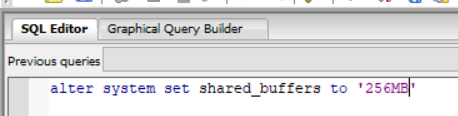 SQL Editor Graphical Query Builder
Previous queries
alter system set shared_buffers to '256MB'